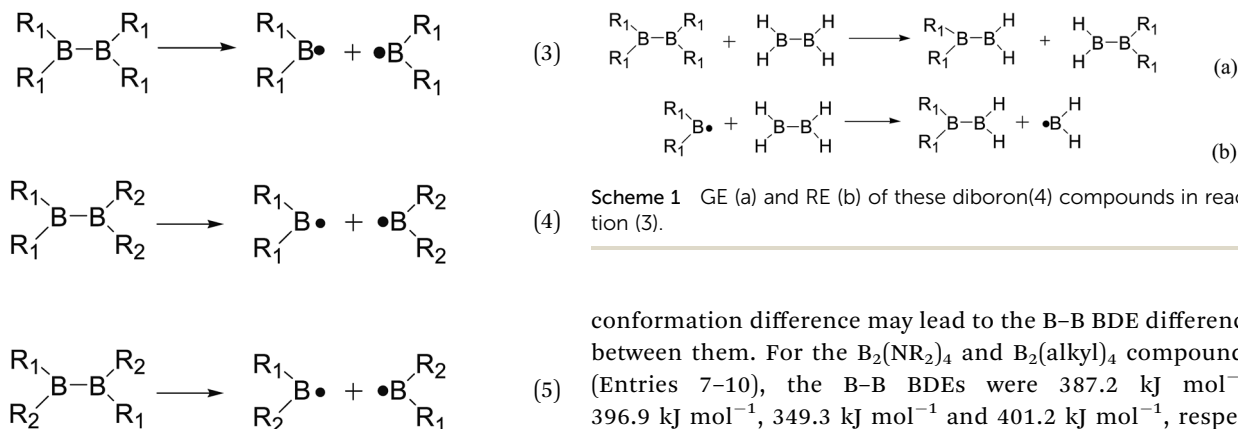 R₁ R₁ R₁ R₁
B—B → B• + •B (3)
R₁ R₁ R₁ R₁
R₁ R₂ R₁ R₂
B—B → B• + •B (4)
R₁ R₂ R₁ R₂
R₁ R₂ R₁ R₂
B—B → B• + •B (5)
R₂ R₁ R₂ R₁
R₁ R₁ H H R₁ H H R₁
B—B + B—B → B—B + B—B
R₁ R₁ H H R₁ H H R₁ (a)
R₁ H H R₁ H H
B• + B—B → B—B + •B
R₁ H H R₁ H H (b)
Scheme 1 GE (a) and RE (b) of these diboron(4) compounds in reac
tion (3).
conformation difference may lead to the B–B BDE differenc
between them. For the B₂(NR₂)₄ and B₂(alkyl)₄ compound
(Entries 7–10), the B–B BDEs were 387.2 kJ mol⁻
396.9 kJ mol⁻¹, 349.3 kJ mol⁻¹ and 401.2 kJ mol⁻¹, respe